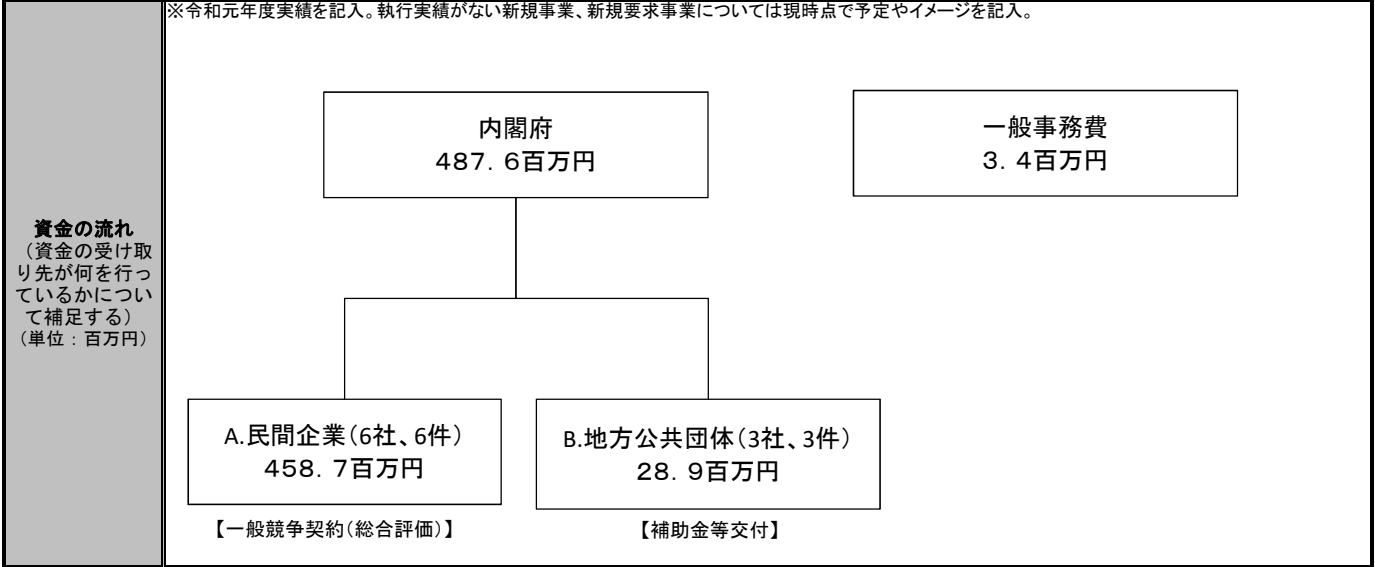 ※令和元年度実績を記入。執行実績がない新規事業、新規要求事業については現時点で予定やイメージを記入。
資金の流れ
(資金の受け取
り先が何を行っ
ているかについ
て補足する)
(単位:百万円)
内閣府
487.6百万円
一般事務費
3.4百万円
A.民間企業(6社、6件)
458.7百万円
【一般競争契約(総合評価)】
B.地方公共団体(3社、3件)
28.9百万円
【補助金等交付】